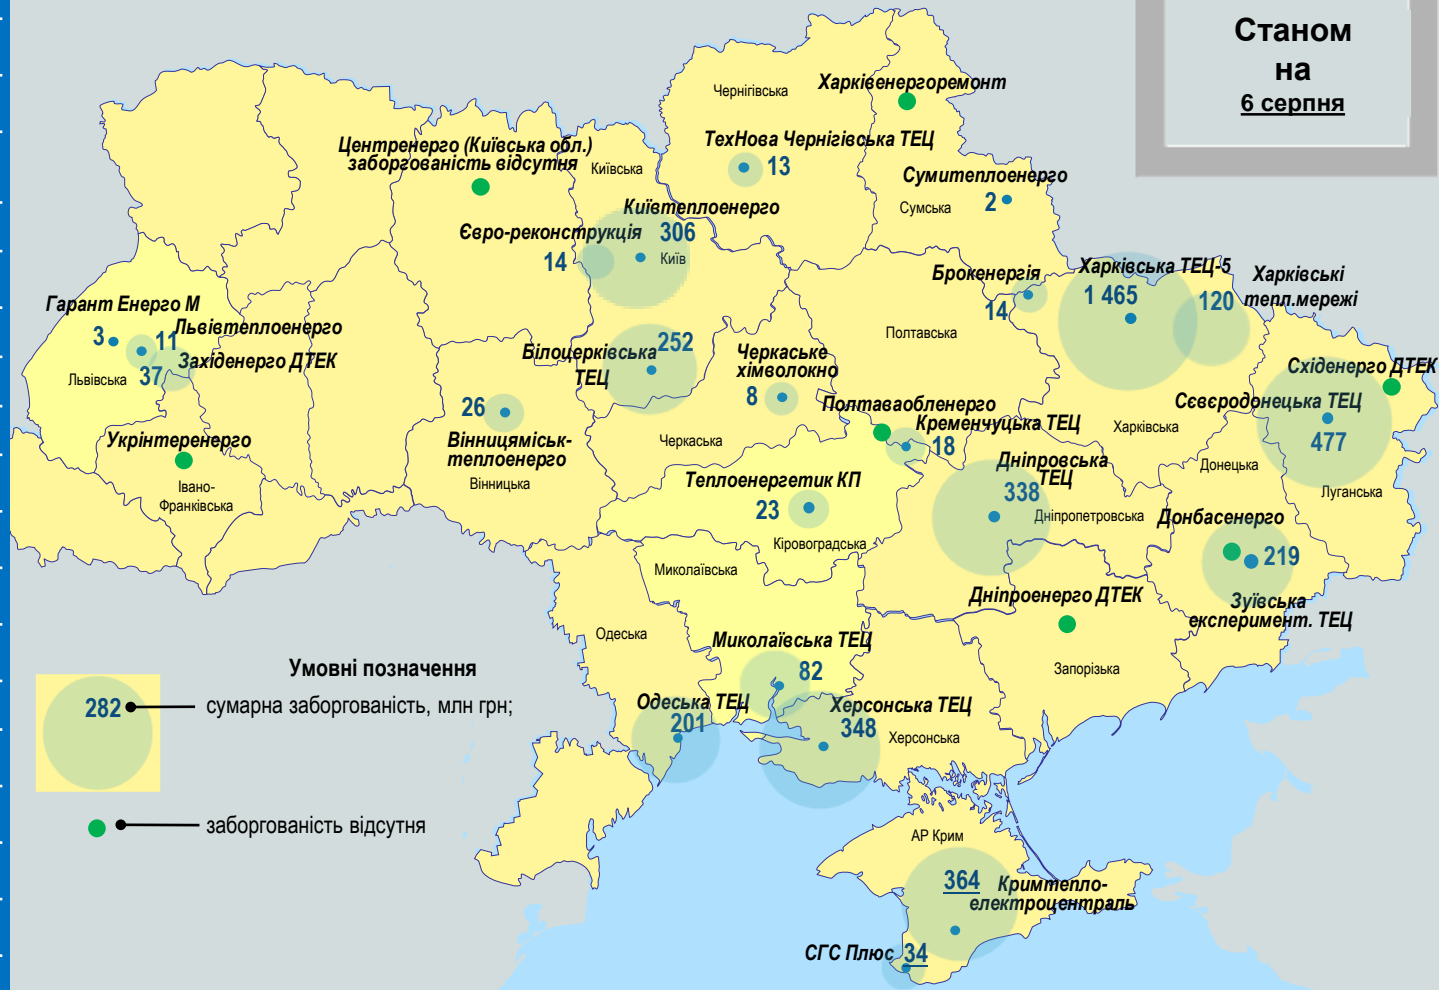 Станом
на
6 серпня
Чернігівська
Харківенергоремонт
ТехНова Чернігівська ТЕЦ
13
Центренерго (Київська обл.)
заборгованість відсутня
Київська
Сумитеплоенерго
2
Сумська
Київтеплоенерго
306
Київ
Євро-реконструкція
14
Брокенергія
14
Харківська ТЕЦ-5
1 465
Харківські
тепл.мережі
120
Гарант Енерго М
3
Львівтеплоенерго
11
Західенерго ДТЕК
37
Львівська
Полтавська
Білоцерківська
ТЕЦ
252
Черкаське
хімволокно
8
Східенерго ДТЕК
Сєвєродонецька ТЕЦ
477
26
Вінницяміськ-
теплоенерго
Вінницька
Полтаваобленерго
Кременчуцька ТЕЦ
18
Харківська
Укрінтеренерго
Івано-
Франківська
Черкаська
Дніпровська
ТЕЦ
338
Донецька
Луганська
Теплоенергетик КП
23
Кіровоградська
Дніпропетровська
Донбасенерго
219
Зуївська
експеримент. ТЕЦ
Миколаївська
Дніпроенерго ДТЕК
Одеська
Миколаївська ТЕЦ
82
Запорізька
Умовні позначення
282
сумарна заборгованість, млн грн;
Одеська ТЕЦ
201
Херсонська ТЕЦ
348
Херсонська
заборгованість відсутня
АР Крим
364
Кримтепло-
електроцентраль
СГС Плюс
34